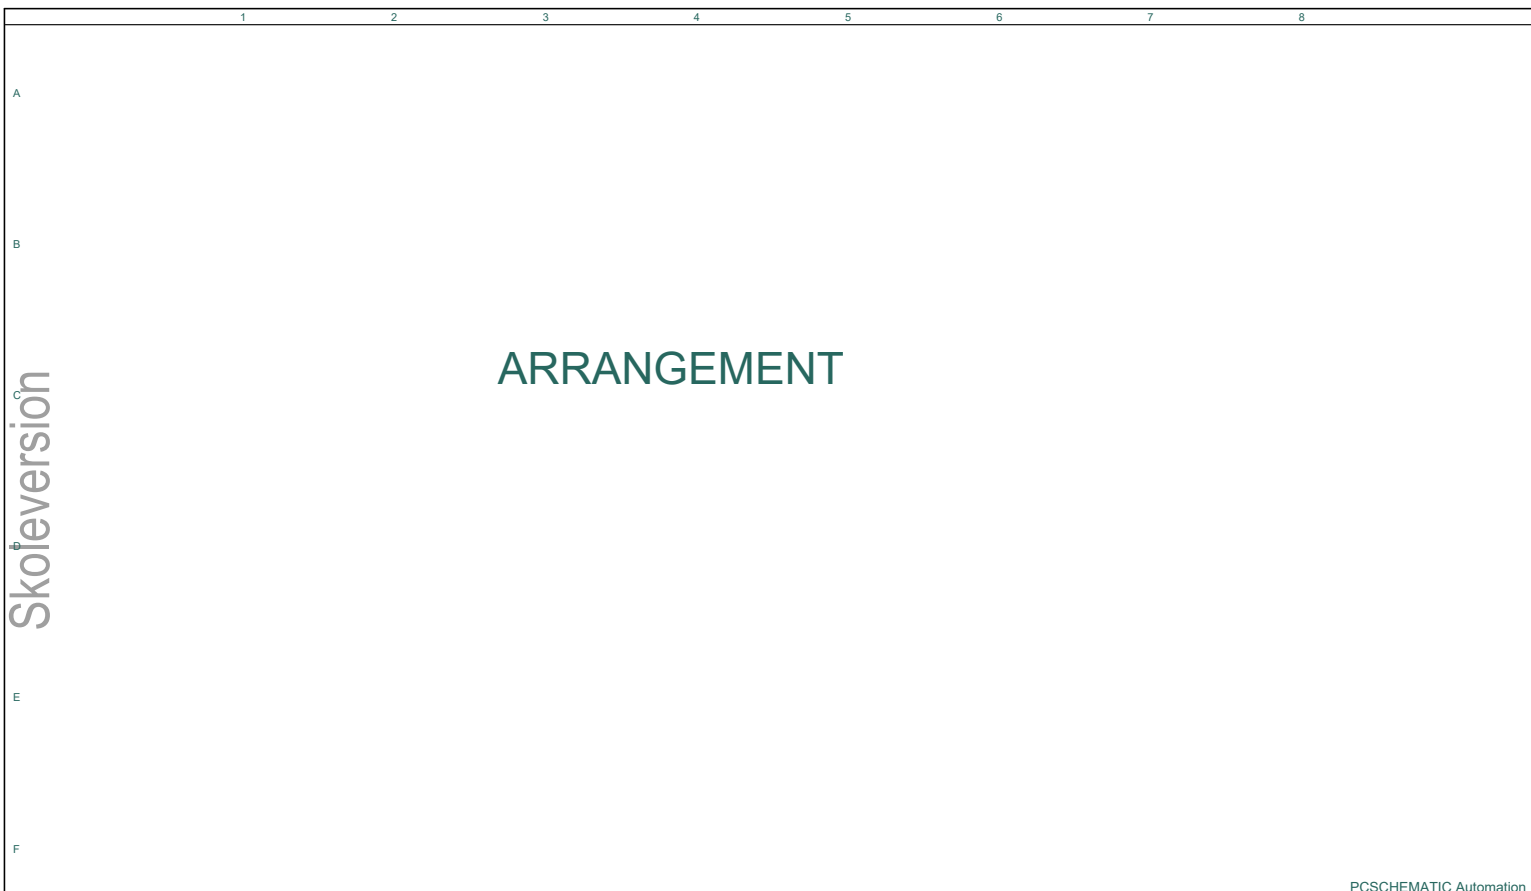 1 2 3 4 5 6 7 8
A
B
ARRANGEMENT
C
Skoleversion
D
E
F
PCSCHEMATIC Automation